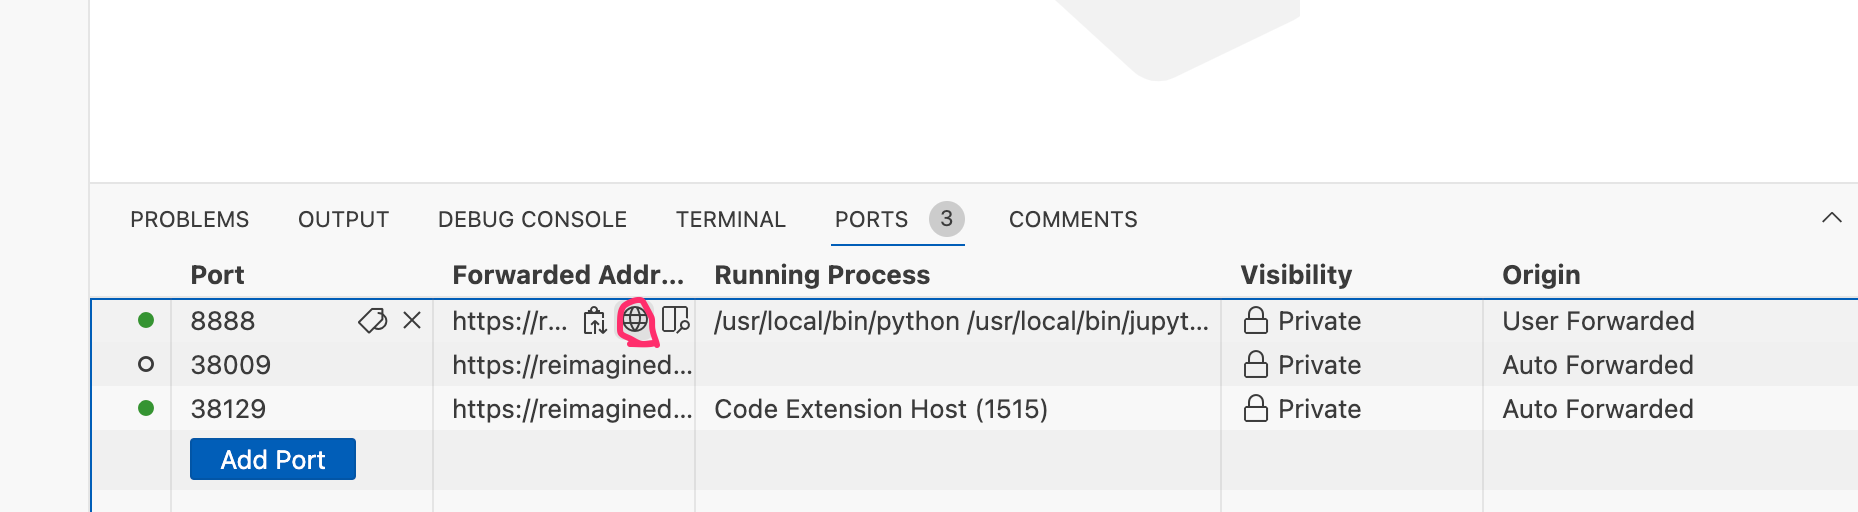 PROBLEMS OUTPUT DEBUG CONSOLE TERMINAL PORTS 3 COMMENTS
Port Forwarded Addr... Running Process Visibility Origin
8888 https://r... /usr/local/bin/python /usr/local/bin/jupyt... Private User Forwarded
38009 https://reimagined... Private Auto Forwarded
38129 https://reimagined... Code Extension Host (1515) Private Auto Forwarded
Add Port